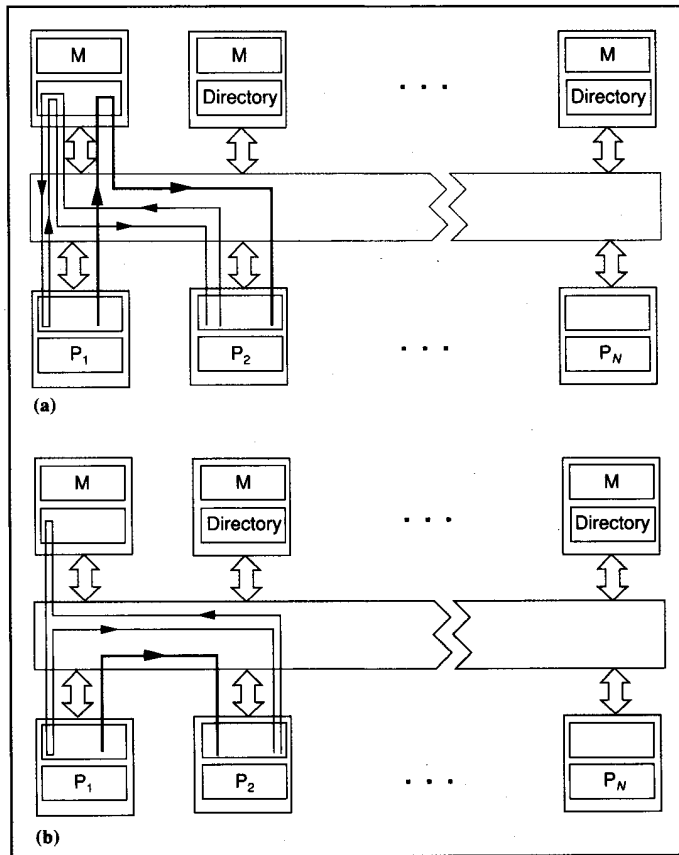 M M . . . M
Directory Directory
P1 P2 . . . PN
(a)
M M . . . M
Directory Directory
P1 P2 . . . PN
(b)